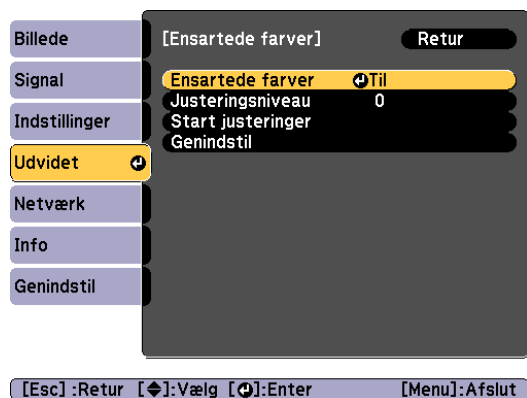 Billede
Signal
Indstillinger
Udvidet
Netværk
Info
Genindstil
[Ensartede farver] Retur
Ensartede farver Til
Justeringsniveau 0
Start justeringer
Genindstil
[Esc] :Retur [◆]:Vælg [⏎]:Enter [Menu]:Afslut